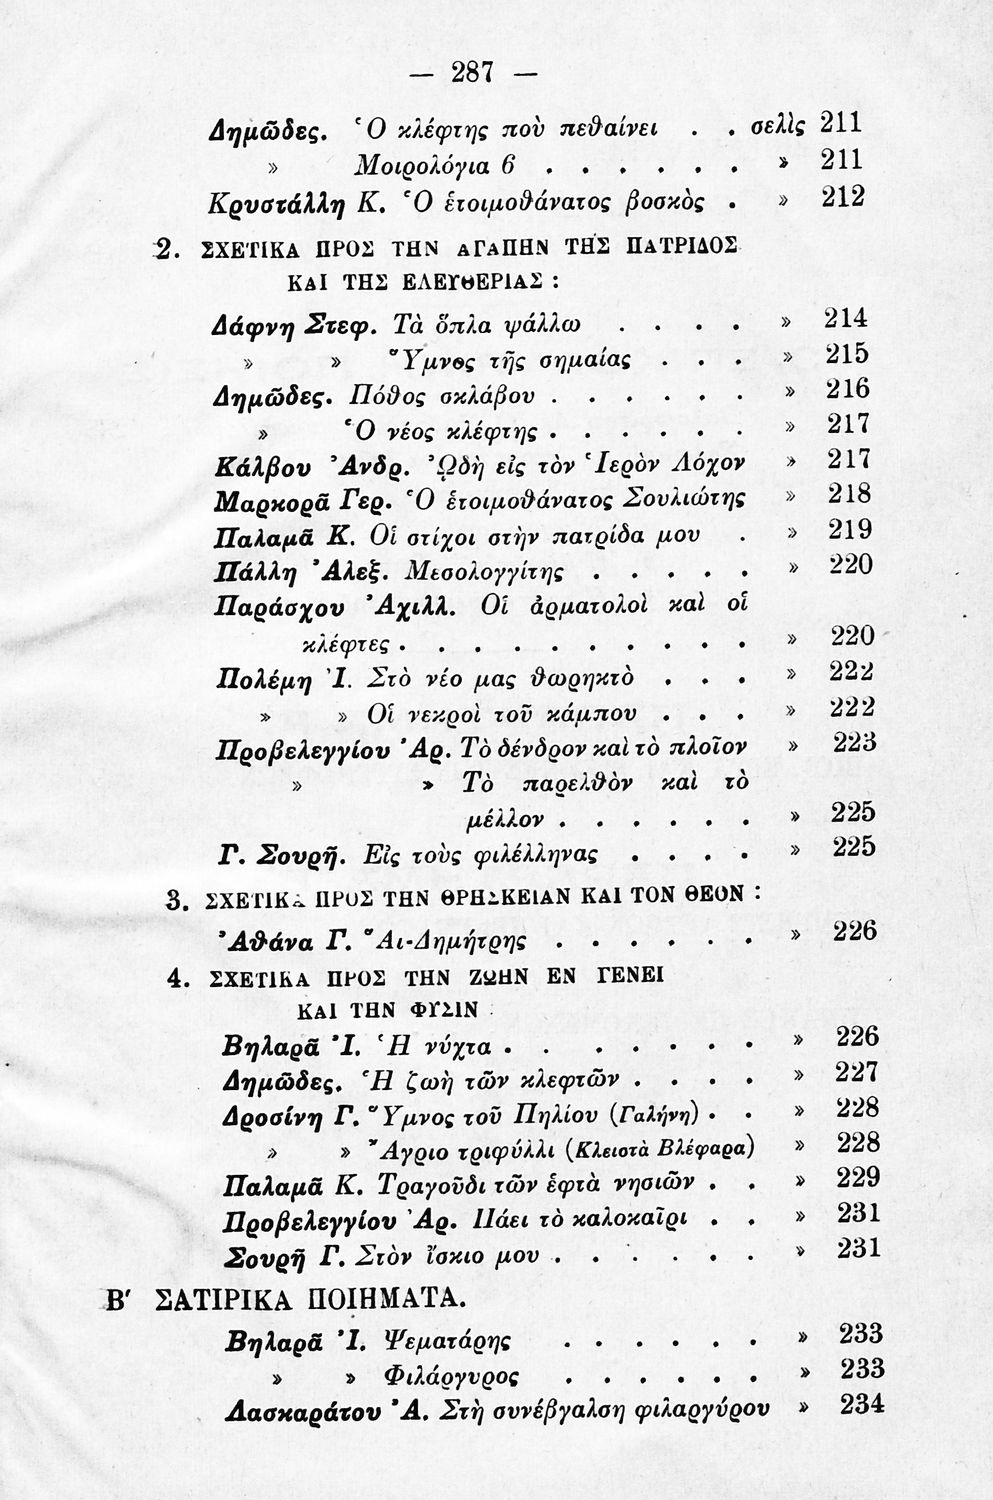 — 287 —
Δημῶδες. Ὁ κλέφτης ποὺ πεθαίνει . . σελὶς 211
» Μοιρολόγια 6 . . . . . . » 211
Κρυστάλλη Κ. Ὁ ἑτοιμοθάνατος βοσκὸς . » 212
2. ΣΧΕΤΙΚΑ ΠΡΟΣ ΤΗΝ ΑΓΑΠΗΝ ΤΗΣ ΠΑΤΡΙΔΟΣ
ΚΑΙ ΤΗΣ ΕΛΕΥΘΕΡΙΑΣ :
Δάφνη Στεφ. Τὰ ὅπλα ψάλλω . . . . » 214
» » Ὕμνος τῆς σημαίας . . . » 215
Δημῶδες. Πόθος σκλάβου . . . . . . » 216
» Ὁ νέος κλέφτης . . . . . . » 217
Κάλβου Ἀνδρ. ᾨδὴ εἰς τὸν Ἱερὸν Λόχον » 217
Μαρκορᾶ Γερ. Ὁ ἑτοιμοθάνατος Σουλιώτης » 218
Παλαμᾶ Κ. Οἱ στίχοι στὴν πατρίδα μου . » 219
Πάλλη Ἀλεξ. Μεσολογγίτης . . . . . » 220
Παράσχου Ἀχιλλ. Οἱ ἀρματολοὶ καὶ οἱ
κλέφτες . . . . . . . . . . » 220
Πολέμη Ἰ. Στὸ νέο μας θωρηκτὸ . . . » 222
» » Οἱ νεκροὶ τοῦ κάμπου . . . » 222
Προβελεγγίου Ἀρ. Τὸ δένδρον καὶ τὸ πλοῖον » 223
» » Τὸ παρελθὸν καὶ τὸ
μέλλον . . . . . . » 225
Γ. Σουρῆ. Εἰς τοὺς φιλέλληνας . . . . » 225
3. ΣΧΕΤΙΚΑ ΠΡΟΣ ΤΗΝ ΘΡΗΣΚΕΙΑΝ ΚΑΙ ΤΟΝ ΘΕΟΝ :
Ἀθάνα Γ. Ἅι-Δημήτρης . . . . . . » 226
4. ΣΧΕΤΙΚΑ ΠΡΟΣ ΤΗΝ ΖΩΗΝ ΕΝ ΓΕΝΕΙ
ΚΑΙ ΤΗΝ ΦΥΣΙΝ :
Βηλαρᾶ Ἰ. Ἡ νύχτα . . . . . . . » 226
Δημῶδες. Ἡ ζωὴ τῶν κλεφτῶν . . . . » 227
Δροσίνη Γ. Ὕμνος τοῦ Πηλίου (Γαλήνη) . . » 228
» » Ἄγριο τριφύλλι (Κλειστὰ Βλέφαρα) » 228
Παλαμᾶ Κ. Τραγοῦδι τῶν ἑφτὰ νησιῶν . . » 229
Προβελεγγίου Ἀρ. Πάει τὸ καλοκαῖρι . . » 231
Σουρῆ Γ. Στὸν ἴσκιο μου . . . . . . » 231
Β′ ΣΑΤΙΡΙΚΑ ΠΟΙΗΜΑΤΑ.
Βηλαρᾶ Ἰ. Ψεματάρης . . . . . . » 233
» » Φιλάργυρος . . . . . . » 233
Δασκαράτου Ἀ. Στὴ συνέβγαλση φιλαργύρου » 234